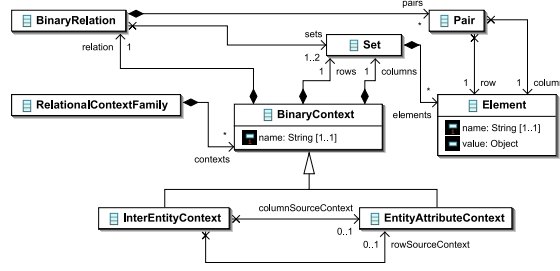 pairs
BinaryRelation
*
Pair
sets
1..2
Set
relation
1
1
rows
1
columns
*
elements
1
row
1
column
RelationalContextFamily
*
contexts
BinaryContext
name: String [1..1]
Element
name: String [1..1]
value: Object
InterEntityContext
columnSourceContext
0..1
EntityAttributeContext
0..1
rowSourceContext